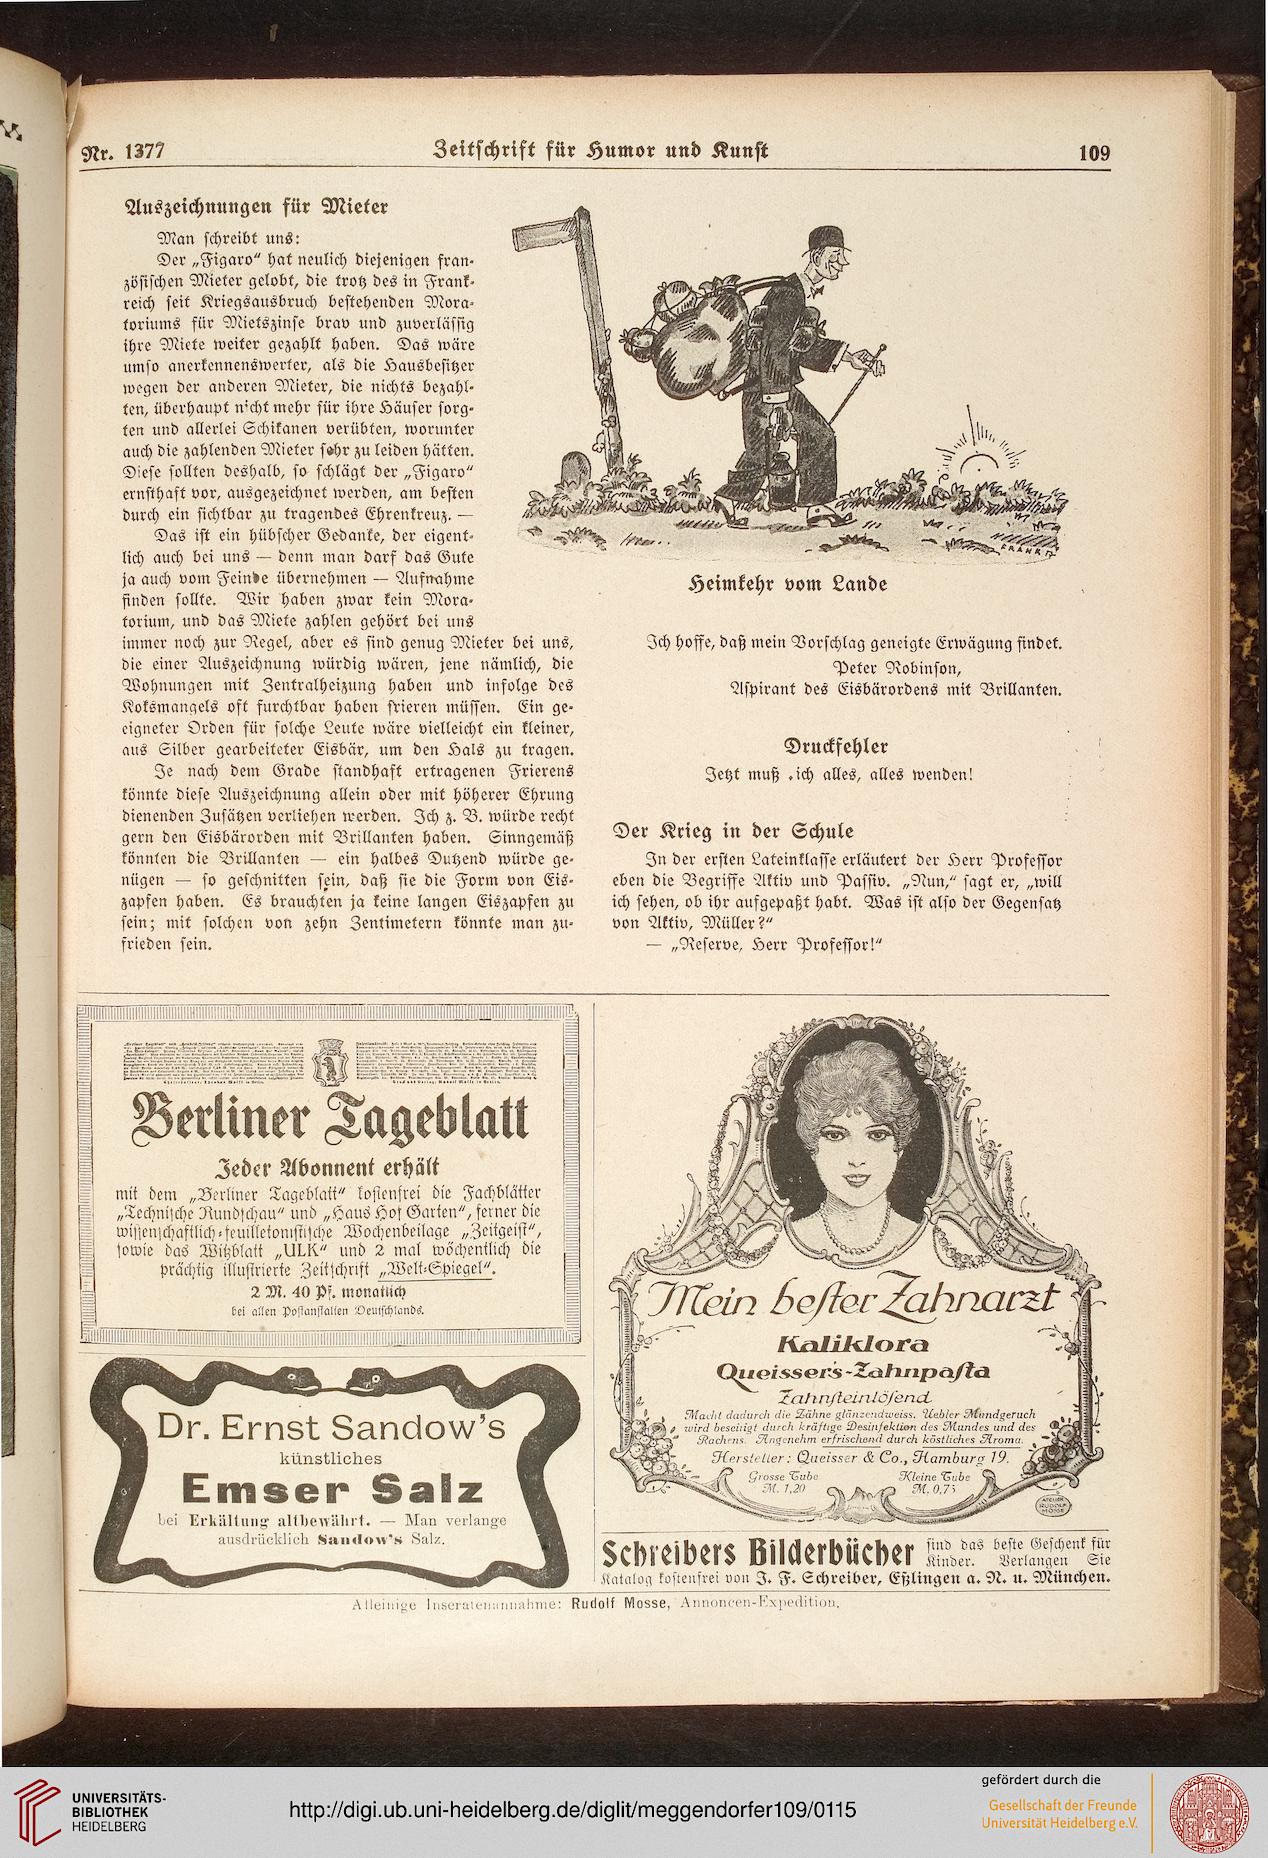 Nr. 1377
Zeitschrift für Humor und Kunst
109
Auszeichnungen für Mieter
Man schreibt uns:
Der „Figaro“ hat neulich diejenigen fran-
zösischen Mieter gelobt, die trotz des in Frank-
reich seit Kriegsausbruch bestehenden Mora-
toriums für Mietszinse brav und zuverlässig
ihre Miete weiter gezahlt haben. Das wäre
umso anerkennenswerter, als die Hausbesitzer
wegen der anderen Mieter, die nichts bezahl-
ten, überhaupt nicht mehr für ihre Häuser sorg-
ten und allerlei Schikanen verübten, worunter
auch die zahlenden Mieter sehr zu leiden hätten.
Diese sollten deshalb, so schlägt der „Figaro“
ernsthaft vor, ausgezeichnet werden, am besten
durch ein sichtbar zu tragendes Ehrenkreuz. —
Das ist ein hübscher Gedanke, der eigent-
lich auch bei uns — denn man darf das Gute
ja auch vom Feinde übernehmen — Aufnahme
finden sollte. Wir haben zwar kein Mora-
torium, und das Miete zahlen gehört bei uns
immer noch zur Regel, aber es sind genug Mieter bei uns,
die einer Auszeichnung würdig wären, jene nämlich, die
Wohnungen mit Zentralheizung haben und infolge des
Koksmangels oft furchtbar haben frieren müssen. Ein ge-
eigneter Orden für solche Leute wäre vielleicht ein kleiner,
aus Silber gearbeiteter Eisbär, um den Hals zu tragen.
Je nach dem Grade standhaft ertragenen Frierens
könnte diese Auszeichnung allein oder mit höherer Ehrung
dienenden Zusätzen verliehen werden. Ich z. B. würde recht
gern den Eisbärorden mit Brillanten haben. Sinngemäß
könnten die Brillanten — ein halbes Dutzend würde ge-
nügen — so geschnitten sein, daß sie die Form von Eis-
zapfen haben. Es brauchten ja keine langen Eiszapfen zu
sein; mit solchen von zehn Zentimetern könnte man zu-
frieden sein.
FRANK 17
Heimkehr vom Lande
Ich hoffe, daß mein Vorschlag geneigte Erwägung findet.
Peter Robinson,
Aspirant des Eisbärordens mit Brillanten.
Druckfehler
Jetzt muß sich alles, alles wenden!
Der Krieg in der Schule
In der ersten Lateinklasse erläutert der Herr Professor
eben die Begriffe Aktiv und Passiv. „Nun,“ sagt er, „will
ich sehen, ob ihr aufgepaßt habt. Was ist also der Gegensatz
von Aktiv, Müller?“
— „Reserve, Herr Professor!“
Berliner Tageblatt
Jeder Abonnent erhält
mit dem „Berliner Tageblatt“ kostenfrei die Fachblätter
„Technische Rundschau“ und „Haus Hof Garten“, ferner die
wissenschaftlich-feuilletonistische Wochenbeilage „Zeitgeist“,
sowie das Witzblatt „ULK“ und 2 mal wöchentlich die
prächtig illustrierte Zeitschrift „Welt-Spiegel“.
2 M. 40 Pf. monatlich
bei allen Postanstalten Deutschlands.
Dr. Ernst Sandow's
künstliches
Emser Salz
bei Erkältung altbewährt. — Man verlange
ausdrücklich Sandow's Salz.
Mein bester Zahnarzt
Kaliklora
Queisser's-Zahnpasta
Zahnsteinlösend
Macht dadurch die Zähne glänzendweiss. Uebler Mundgeruch
wird beseitigt durch kräftige Desinfektion des Mundes und des
Rachens. Angenehm erfrischend durch köstliches Aroma.
Hersteller: Queisser & Co., Hamburg 19.
Grosse Tube Kleine Tube
M. 1,20 M. 0,75
ATELIER
RUDOLF
MOSSE
Schreibers Bilderbücher sind das beste Geschenk für
Kinder. Verlangen Sie
Katalog kostenfrei von J. F. Schreiber, Eßlingen a. N. u. München.
Alleinige Inseratenannahme: Rudolf Mosse, Annoncen-Expedition.
UNIVERSITÄTS-
BIBLIOTHEK
HEIDELBERG
http://digi.ub.uni-heidelberg.de/diglit/meggendorfer109/0115
gefördert durch die
Gesellschaft der Freunde
Universität Heidelberg e.V.